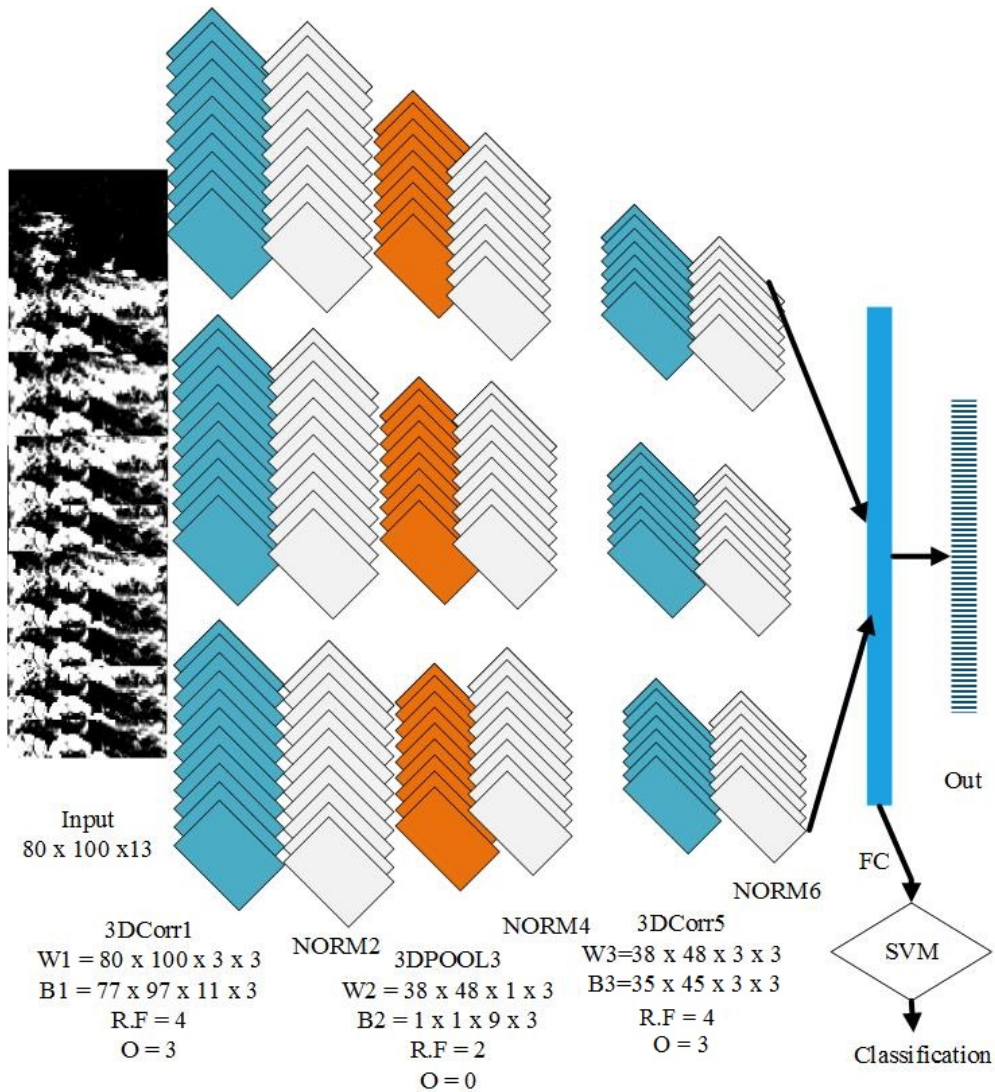 Input
80 x 100 x13
3DCorr1
W1 = 80 x 100 x 3 x 3
B1 = 77 x 97 x 11 x 3
R.F = 4
O = 3
NORM2
3DPOOL3
W2 = 38 x 48 x 1 x 3
B2 = 1 x 1 x 9 x 3
R.F = 2
O = 0
NORM4
3DCorr5
W3=38 x 48 x 3 x 3
B3=35 x 45 x 3 x 3
R.F = 4
O = 3
NORM6
FC
Out
SVM
Classification